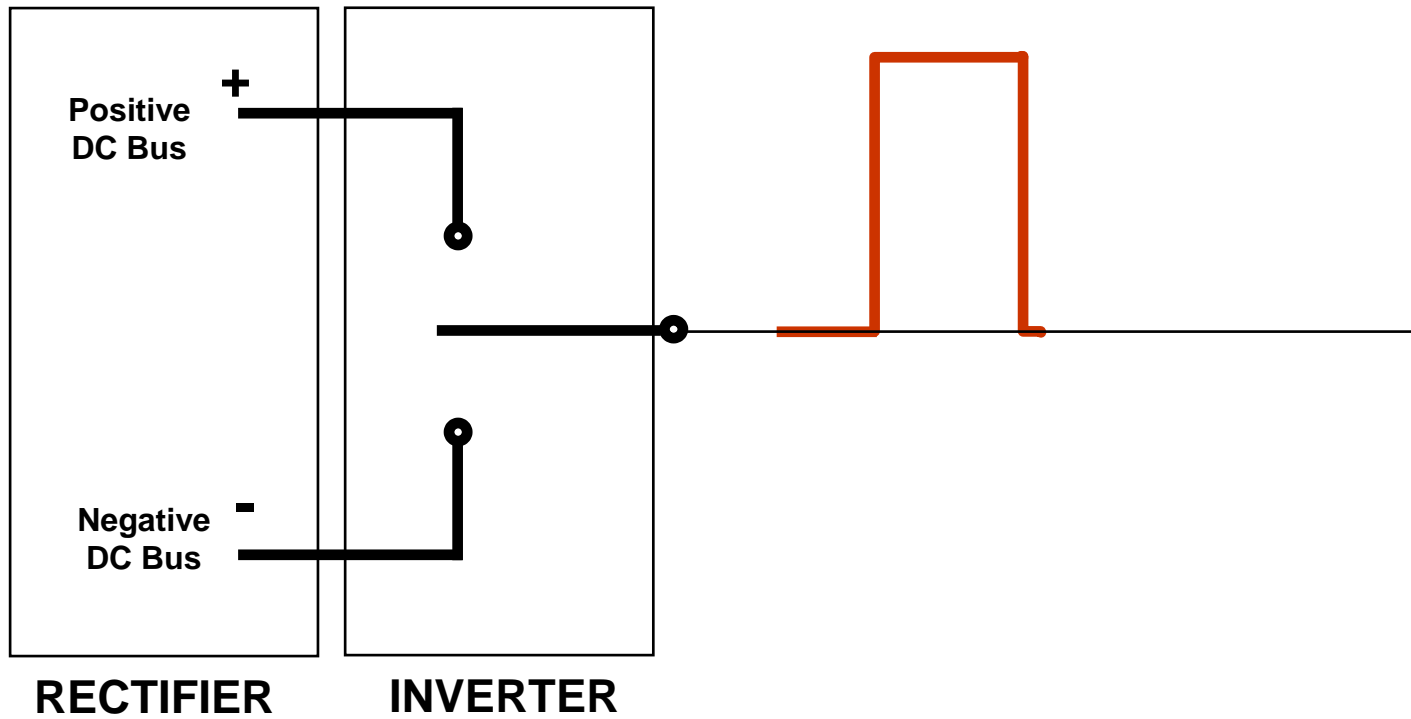 +
Positive
DC Bus
-
Negative
DC Bus
RECTIFIER
INVERTER